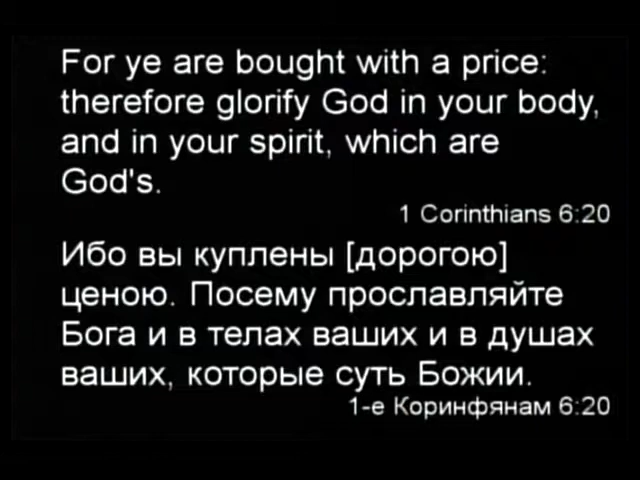 For ye are bought with a price:
therefore glorify God in your body,
and in your spirit, which are
God's.
1 Corinthians 6:20
Ибо вы куплены [дорогою]
ценою. Посему прославляйте
Бога и в телах ваших и в душах
ваших, которые суть Божии.
1-е Коринфянам 6:20